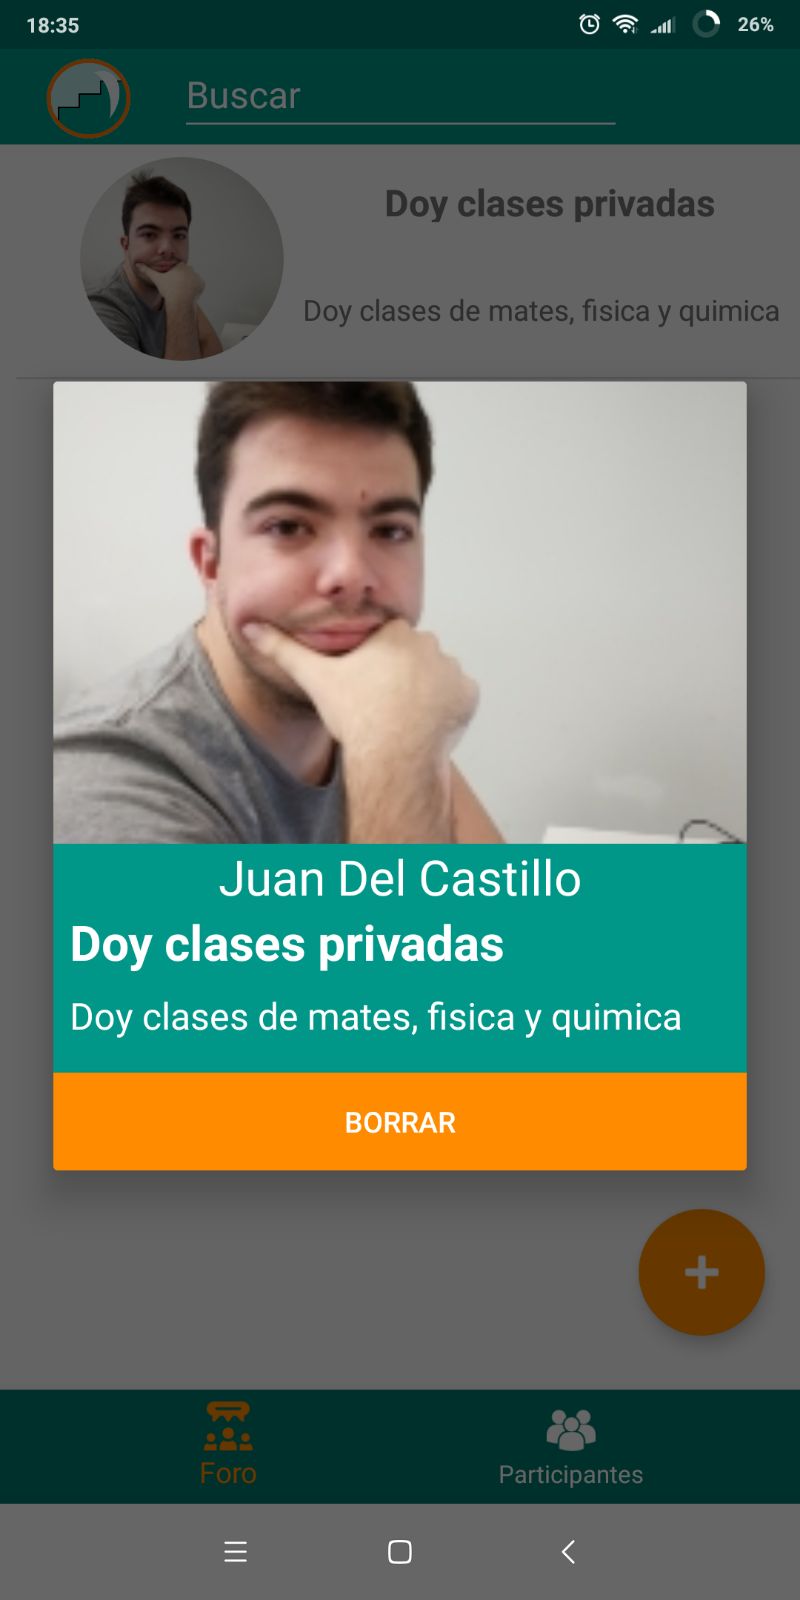 18:35
26%
Buscar
Doy clases privadas
Doy clases de mates, fisica y quimica
Juan Del Castillo
Doy clases privadas
Doy clases de mates, fisica y quimica
BORRAR
Foro
Participantes